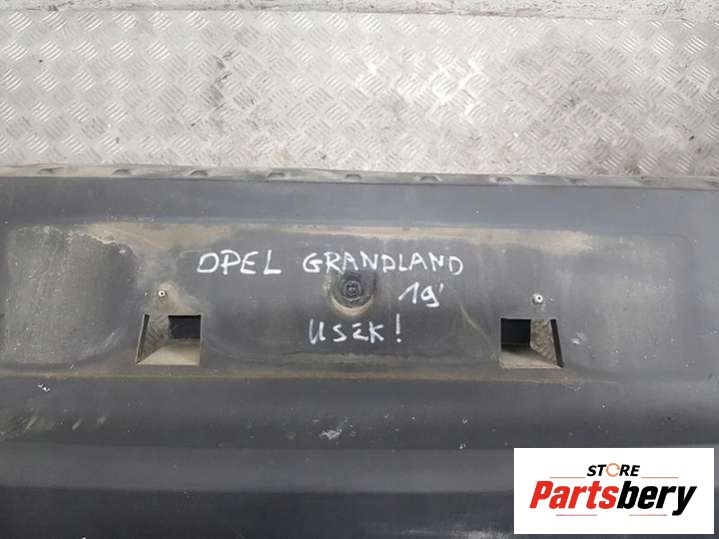 OPEL GRANDLAND
19'
USZK!
STORE
Partsbery